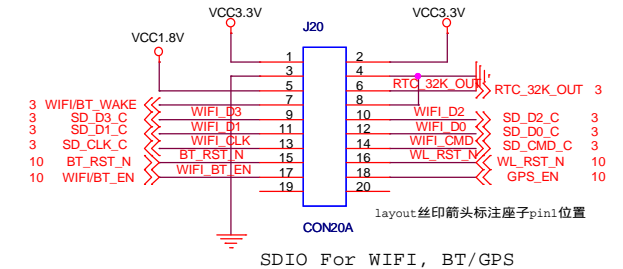 VCC3.3V VCC3.3V
J20
VCC1.8V
1 2
3 4
5 RTC_32K_OUT 6 RTC_32K_OUT 3
3 WIFI/BT_WAKE 7 8
3 SD_D3_C WIFI_D3 9 10 WIFI_D2 SD_D2_C 3
3 SD_D1_C WIFI_D1 11 12 WIFI_D0 SD_D0_C 3
3 SD_CLK_C WIFI_CLK 13 14 WIFI_CMD SD_CMD_C 3
10 BT_RST_N BT_RST_N 15 16 WL_RST_N WL_RST_N 10
10 WIFI/BT_EN WIFI_BT_EN 17 18 GPS_EN 10
19 20
layout丝印箭头标注座子pin1位置
CON20A
SDIO For WIFI, BT/GPS